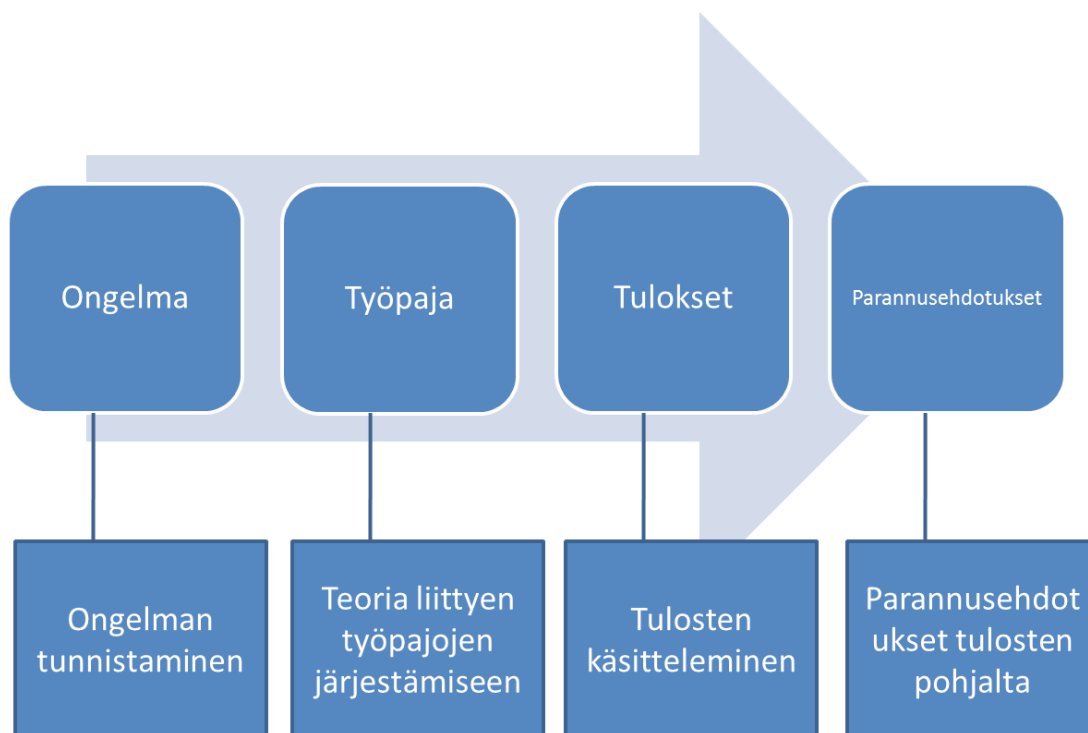 Ongelma
Työpaja
Tulokset
Parannusehdotukset
Ongelman
tunnistaminen
Teoria liittyen
työpajojen
järjestämiseen
Tulosten
käsitteleminen
Parannusehdot
ukset tulosten
pohjalta